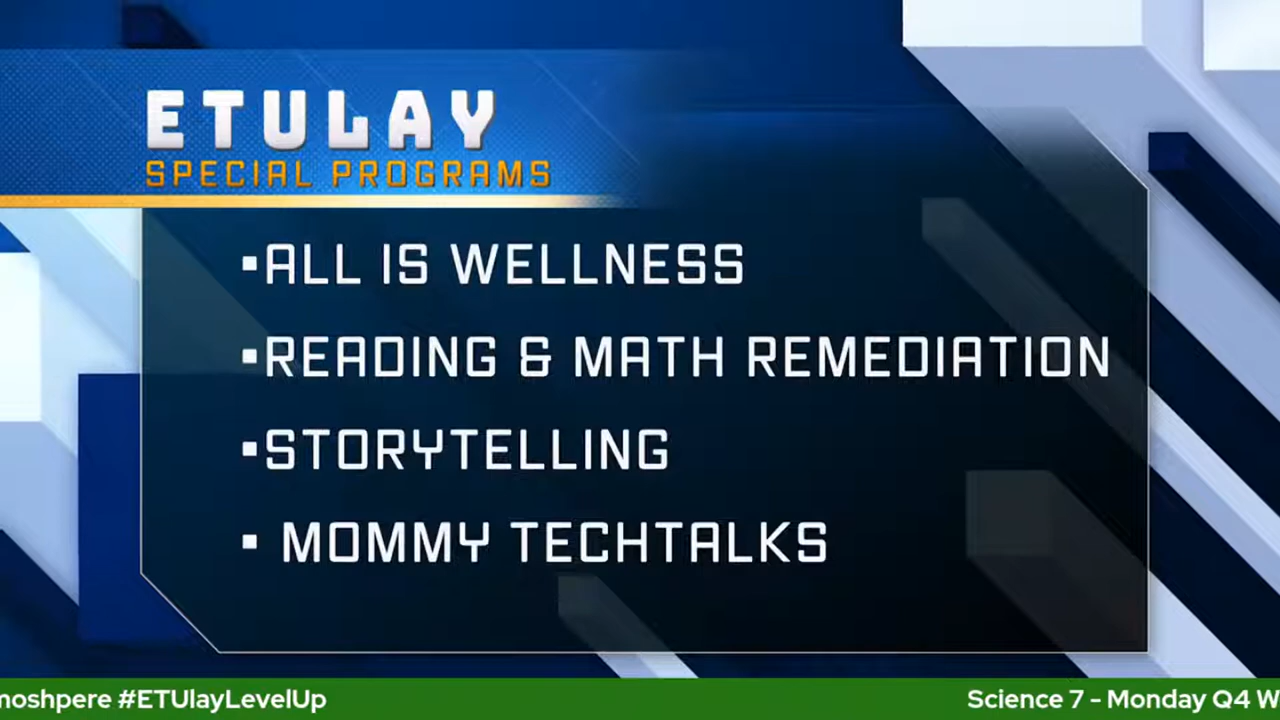 ETULAY
SPECIAL PROGRAMS
▪ALL IS WELLNESS
▪READING & MATH REMEDIATION
▪STORYTELLING
▪ MOMMY TECHTALKS
moshpere #ETUlayLevelUp
Science 7 - Monday Q4 W